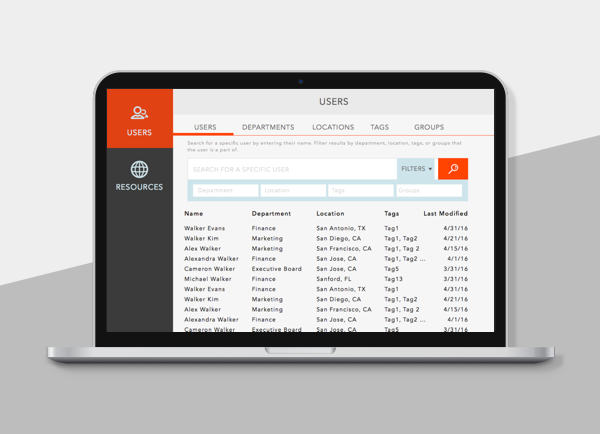 USERS
USERS
RESOURCES
USERS DEPARTMENTS LOCATIONS TAGS GROUPS
Search for a specific user by entering their name. Filter results by department, location, tags, or groups that
the user is a part of.
SEARCH FOR A SPECIFIC USER FILTERS
Department Location Tags Groups
Name Department Location Tags Last Modified
Walker Evans Finance San Antonio, TX Tag1 4/31/16
Walker Kim Marketing San Diego, CA Tag1, Tag2 4/21/16
Alex Walker Marketing San Francisco, CA Tag1, Tag 2 4/15/16
Alexandra Walker Finance San Jose, CA Tag1, Tag2 ... 4/1/16
Cameron Walker Executive Board San Jose, CA Tag5 3/31/16
Michael Walker Finance Sanford, FL Tag13 3/31/16
Walker Evans Finance San Antonio, TX Tag1 4/31/16
Walker Kim Marketing San Diego, CA Tag1, Tag2 4/21/16
Alex Walker Marketing San Francisco, CA Tag1, Tag 2 4/15/16
Alexandra Walker Finance San Jose, CA Tag1, Tag2 ... 4/1/16
Cameron Walker Executive Board San Jose, CA Tag5 3/31/16